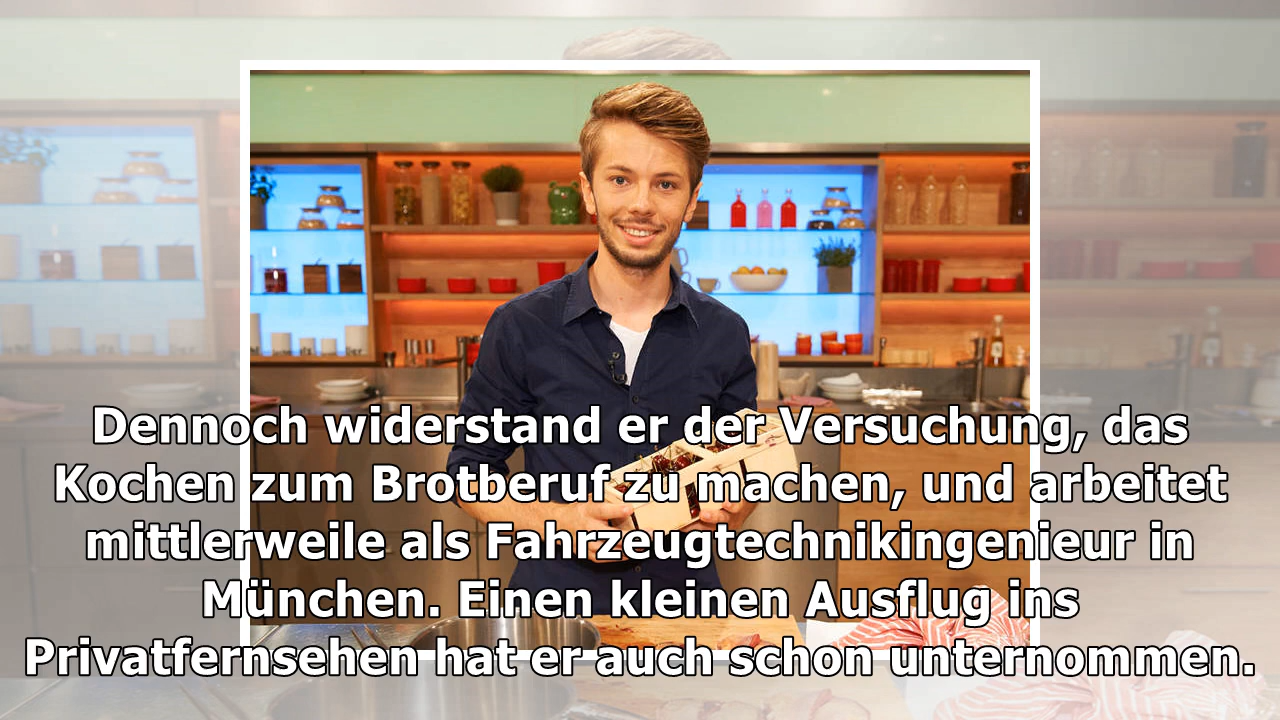 Dennoch widerstand er der Versuchung, das
Kochen zum Brotberuf zu machen, und arbeitet
mittlerweile als Fahrzeugtechnikingenieur in
München. Einen kleinen Ausflug ins
Privatfernsehen hat er auch schon unternommen.